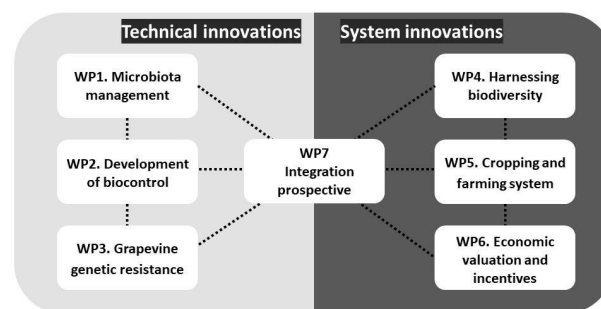 Technical innovations
System innovations
WP1. Microbiota
management
WP2. Development
of biocontrol
WP3. Grapevine
genetic resistance
WP7
Integration
prospective
WP4. Harnessing
biodiversity
WP5. Cropping and
farming system
WP6. Economic
valuation and
incentives